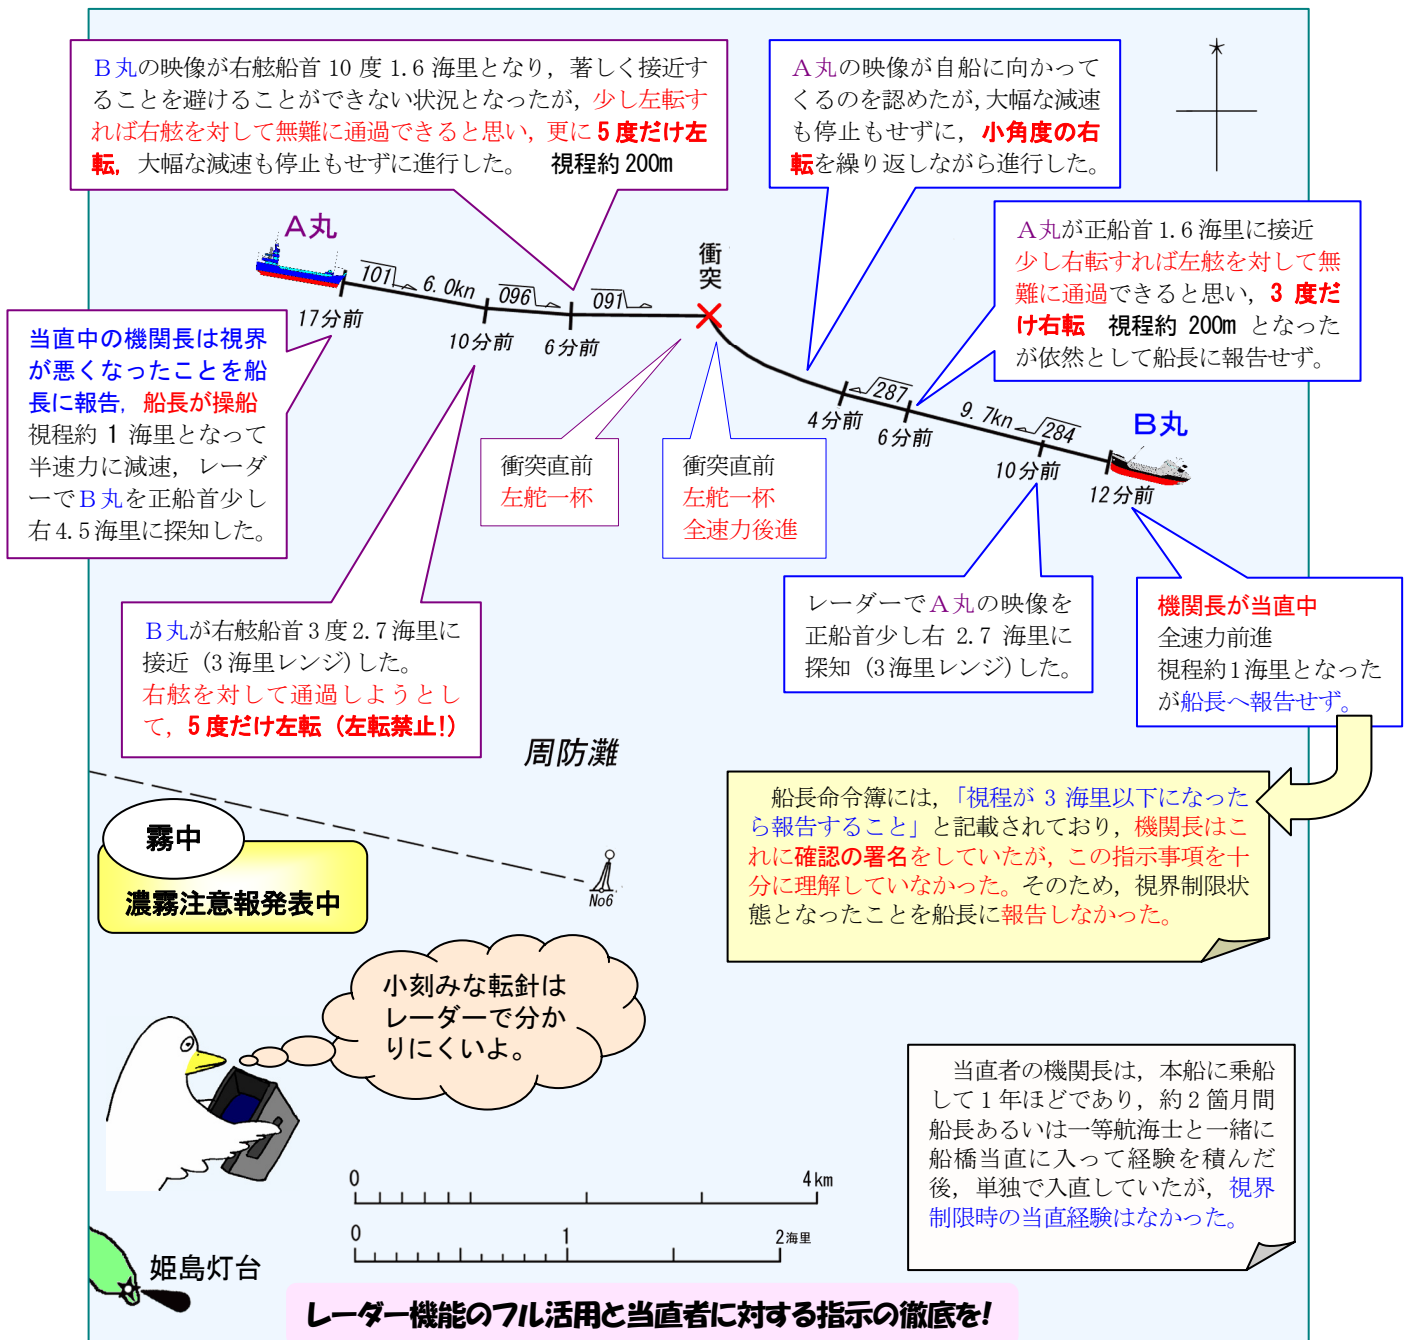 B丸の映像が右舷船首 10 度 1.6 海里となり，著しく接近す
ることを避けることができない状況となったが，少し左転す
れば右舷を対して無難に通過できると思い，更に 5 度だけ左
転，大幅な減速も停止もせずに進行した。 視程約 200m
A丸の映像が自船に向かって
くるのを認めたが，大幅な減速
も停止もせずに，小角度の右
転を繰り返しながら進行した。
A丸が正船首 1.6 海里に接近
少し右転すれば左舷を対して無
難に通過できると思い，3 度だ
け右転 視程約 200m となった
が依然として船長に報告せず。
A丸
衝突
101 6.0kn 096 091
17分前
10分前
6分前
287
9.7kn 284
4分前
6分前
10分前
12分前
B丸
当直中の機関長は視界
が悪くなったことを船
長に報告，船長が操船
視程約 1 海里となって
半速力に減速，レーダ
ーでB丸を正船首少し
右 4.5 海里に探知した。
衝突直前
左舵一杯
衝突直前
左舵一杯
全速力後進
B丸が右舷船首 3 度 2.7 海里に
接近（3 海里レンジ）した。
右舷を対して通過しようとし
て，5 度だけ左転（左転禁止！）
レーダーでA丸の映像を
正船首少し右 2.7 海里に
探知（3 海里レンジ）した。
機関長が当直中
全速力前進
視程約1海里となった
が船長へ報告せず。
周防灘
船長命令簿には，「視程が 3 海里以下になった
ら報告すること」と記載されており，機関長はこ
れに確認の署名をしていたが，この指示事項を十
分に理解していなかった。そのため，視界制限状
態となったことを船長に報告しなかった。
霧中
濃霧注意報発表中
No6
小刻みな転針は
レーダーで分か
りにくいよ。
当直者の機関長は，本船に乗船
して 1 年ほどであり，約 2 箇月間
船長あるいは一等航海士と一緒に
船橋当直に入って経験を積んだ
後，単独で入直していたが，視界
制限時の当直経験はなかった。
0 4km
0 1 2海里
姫島灯台
レーダー機能のフル活用と当直者に対する指示の徹底を！